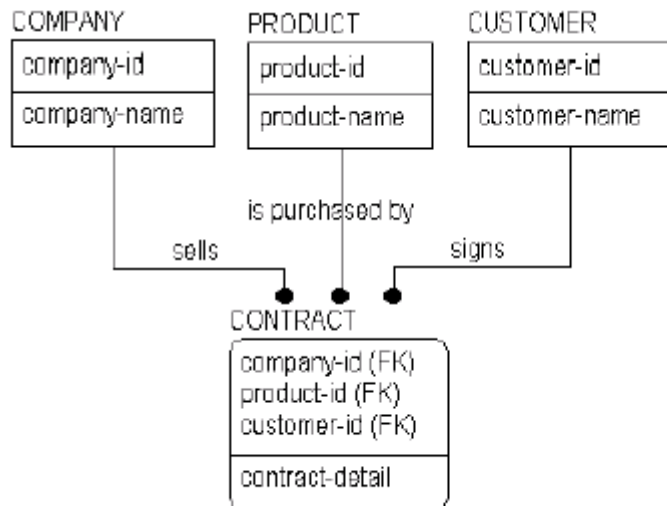 COMPANY
company-id
company-name
PRODUCT
product-id
product-name
CUSTOMER
customer-id
customer-name
is purchased by
sells
signs
CONTRACT
company-id (FK)
product-id (FK)
customer-id (FK)
contract-detail